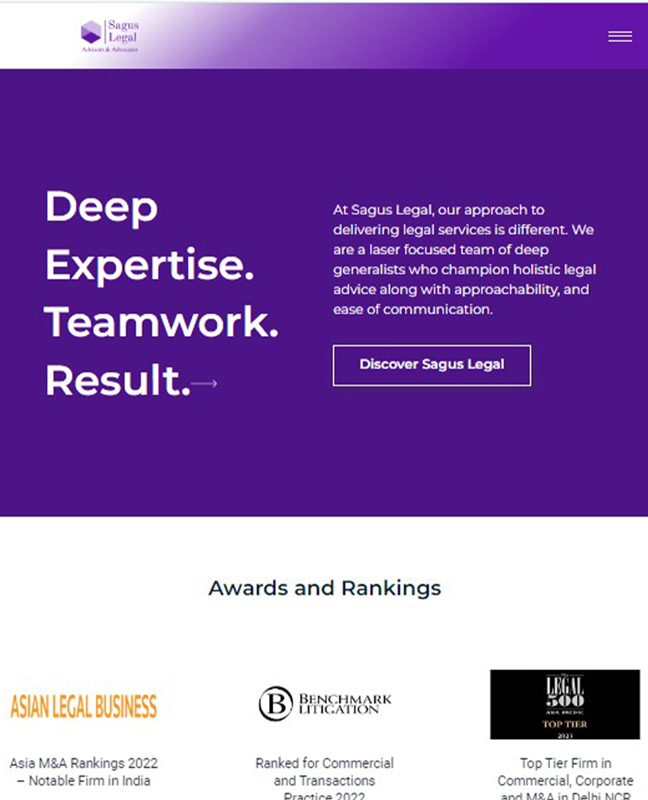 Sagus
Legal
Advisors & Advocates
Deep
Expertise.
Teamwork.
Result.
At Sagus Legal, our approach to
delivering legal services is different. We
are a laser focused team of deep
generalists who champion holistic legal
advice along with approachability, and
ease of communication.
Discover Sagus Legal
Awards and Rankings
ASIAN LEGAL BUSINESS
Asia M&A Rankings 2022
– Notable Firm in India
BENCHMARK
LITIGATION
Ranked for Commercial
and Transactions
Practice 2022
The
LEGAL
500
ASIA PACIFIC
TOP TIER
2023
Top Tier Firm in
Commercial, Corporate
and M&A in Delhi NCR